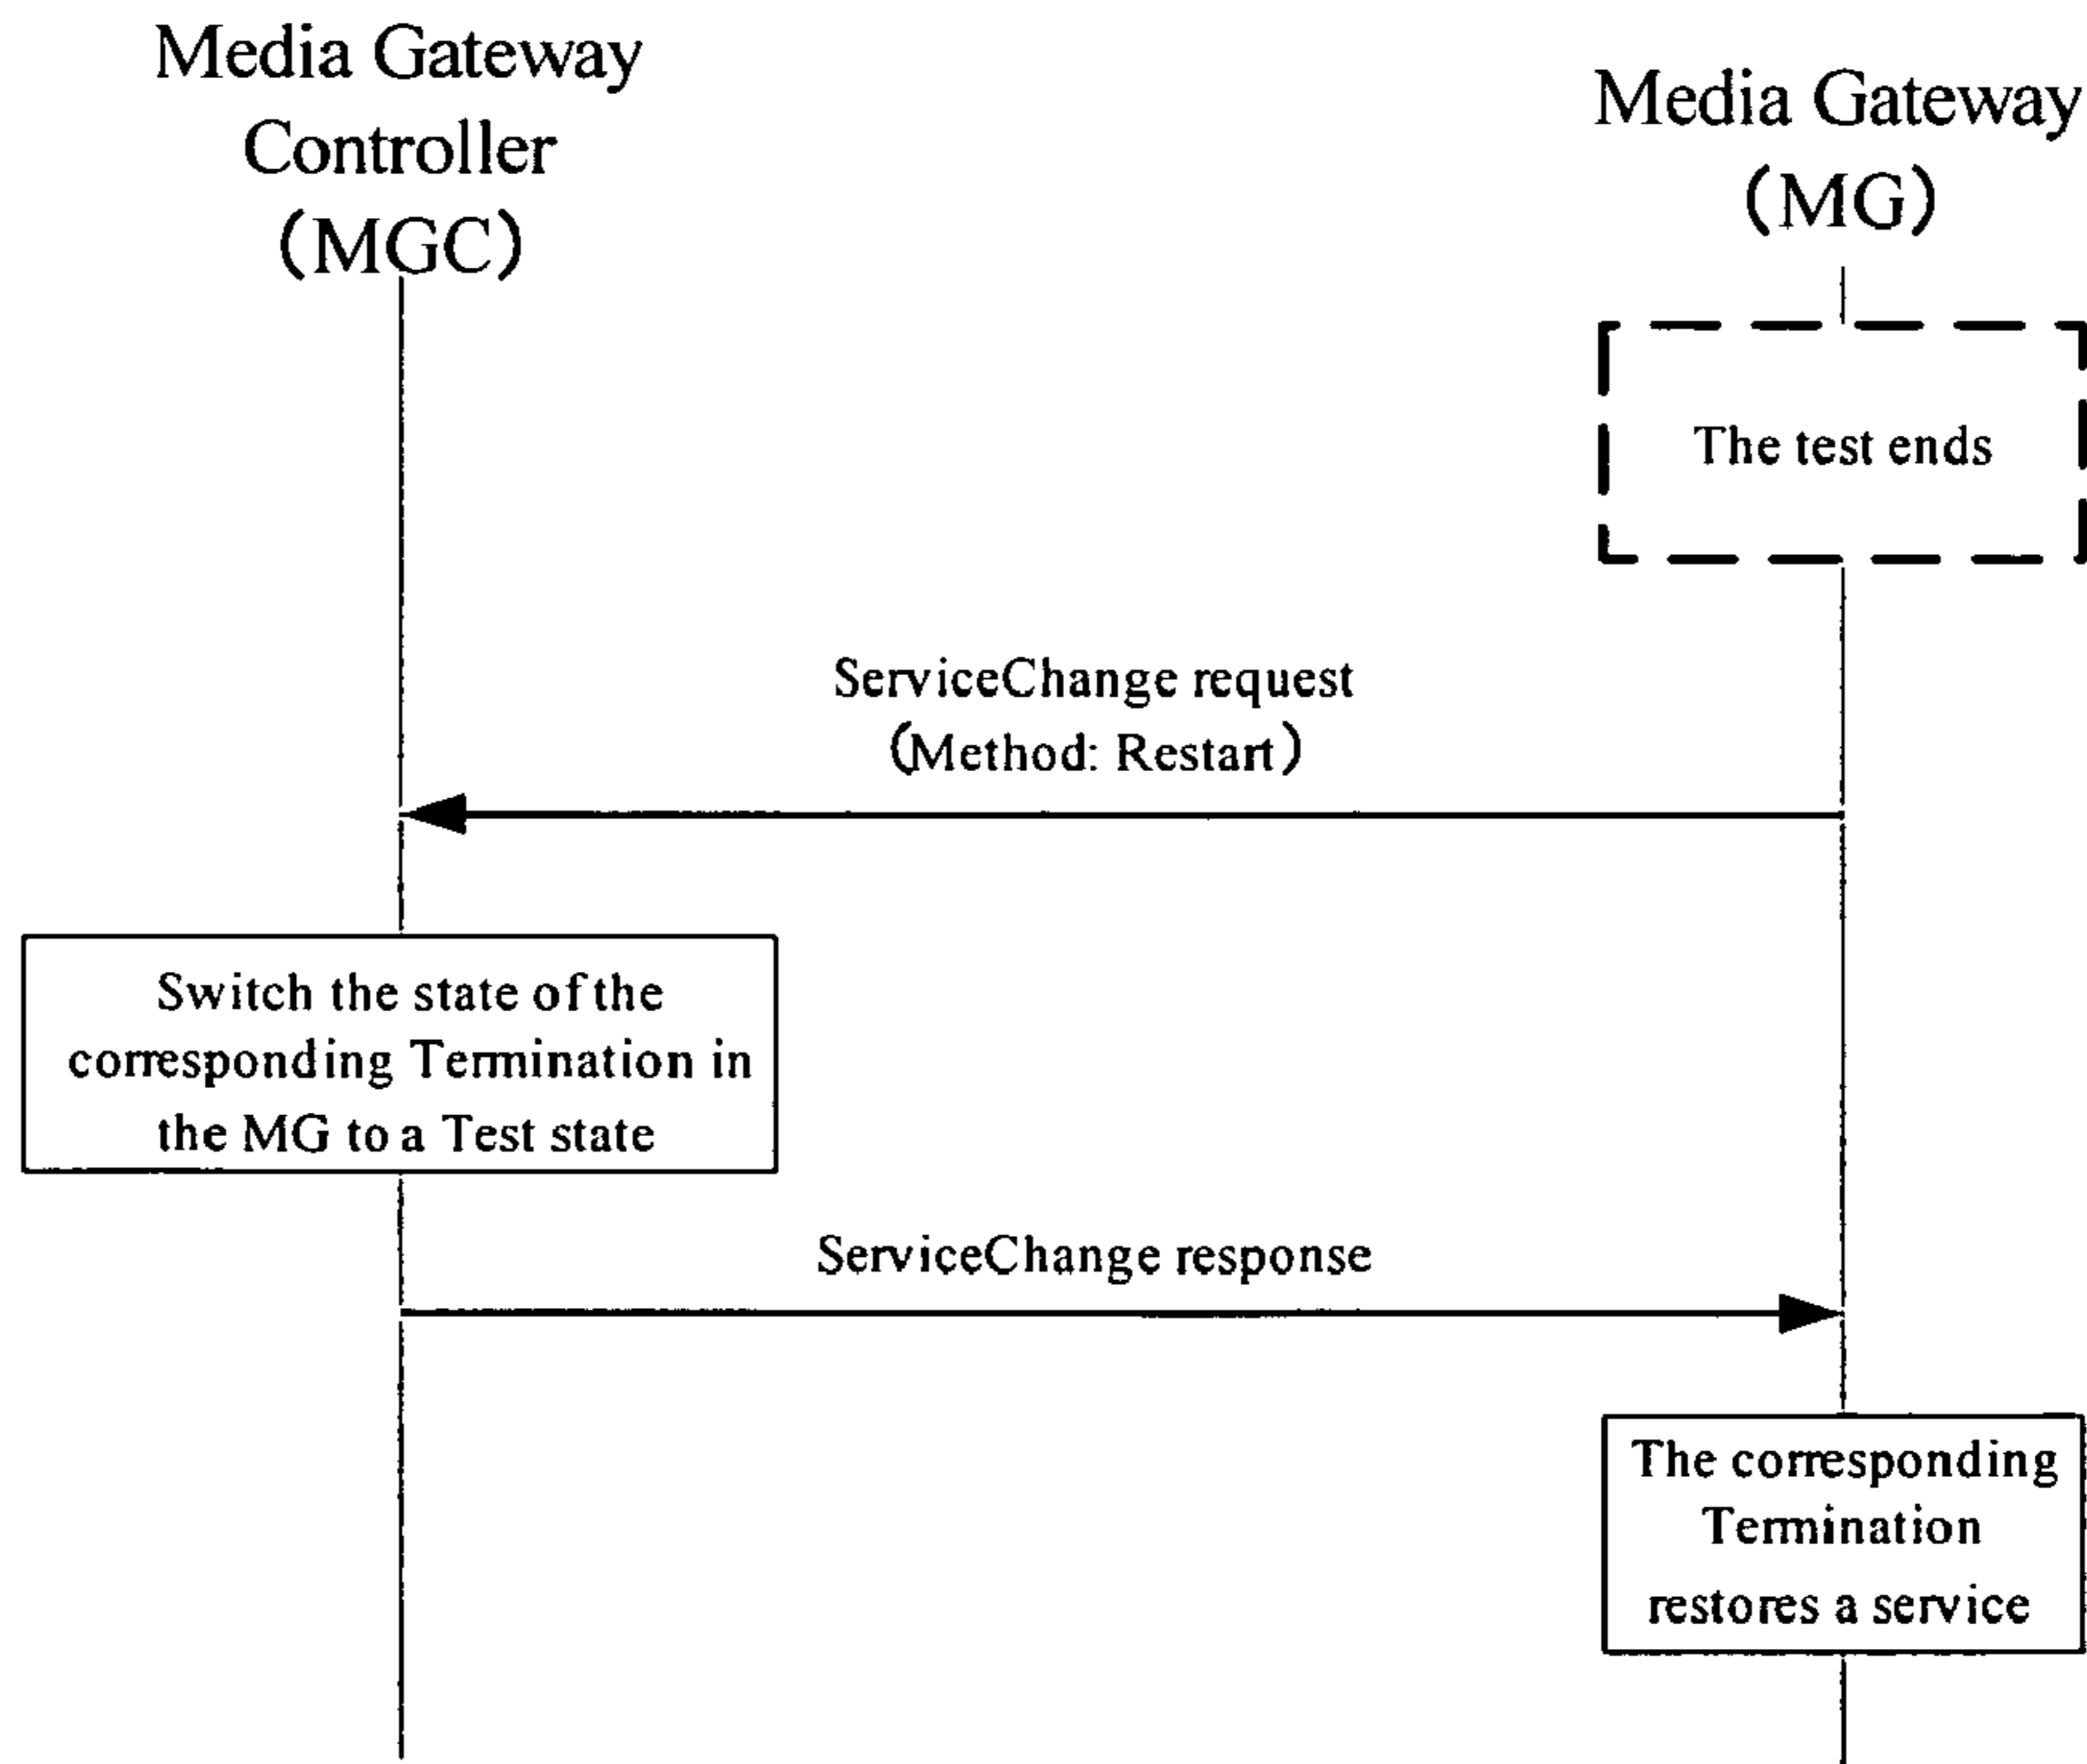 Media Gateway
Controller
(MGC)
Media Gateway
(MG)
The test ends
ServiceChange request
(Method: Restart)
Switch the state of the
corresponding Termination in
the MG to a Test state
ServiceChange response
The corresponding
Termination
restores a service